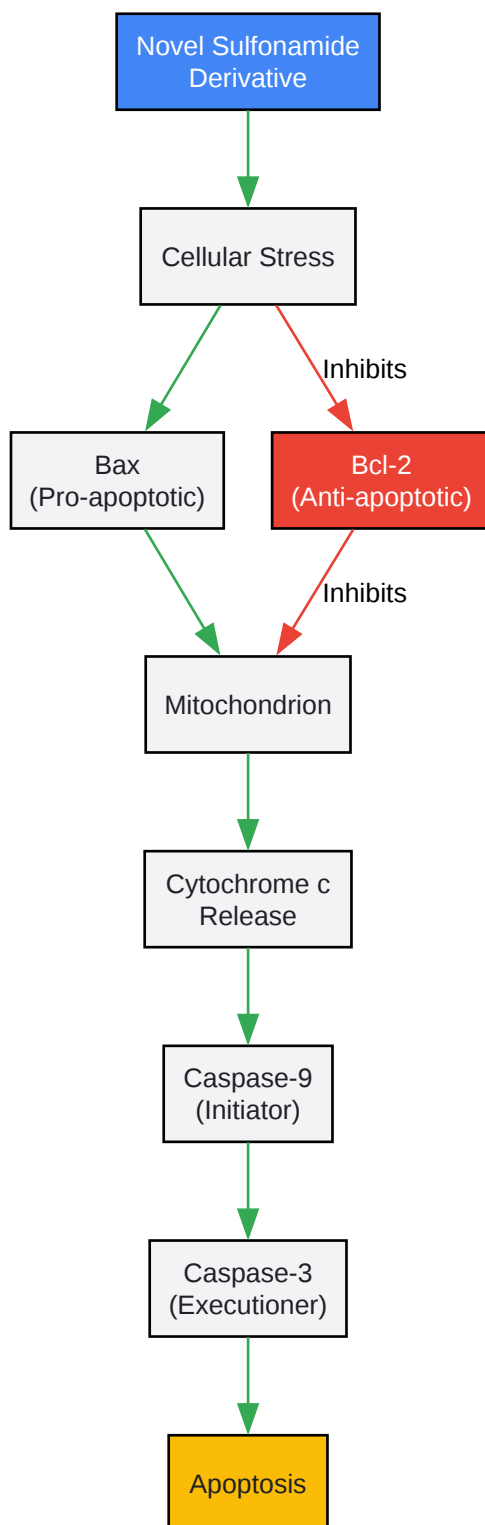 Novel Sulfonamide
Derivative
Cellular Stress
Inhibits
Bax
(Pro-apoptotic)
Bcl-2
(Anti-apoptotic)
Inhibits
Mitochondrion
Cytochrome c
Release
Caspase-9
(Initiator)
Caspase-3
(Executioner)
Apoptosis